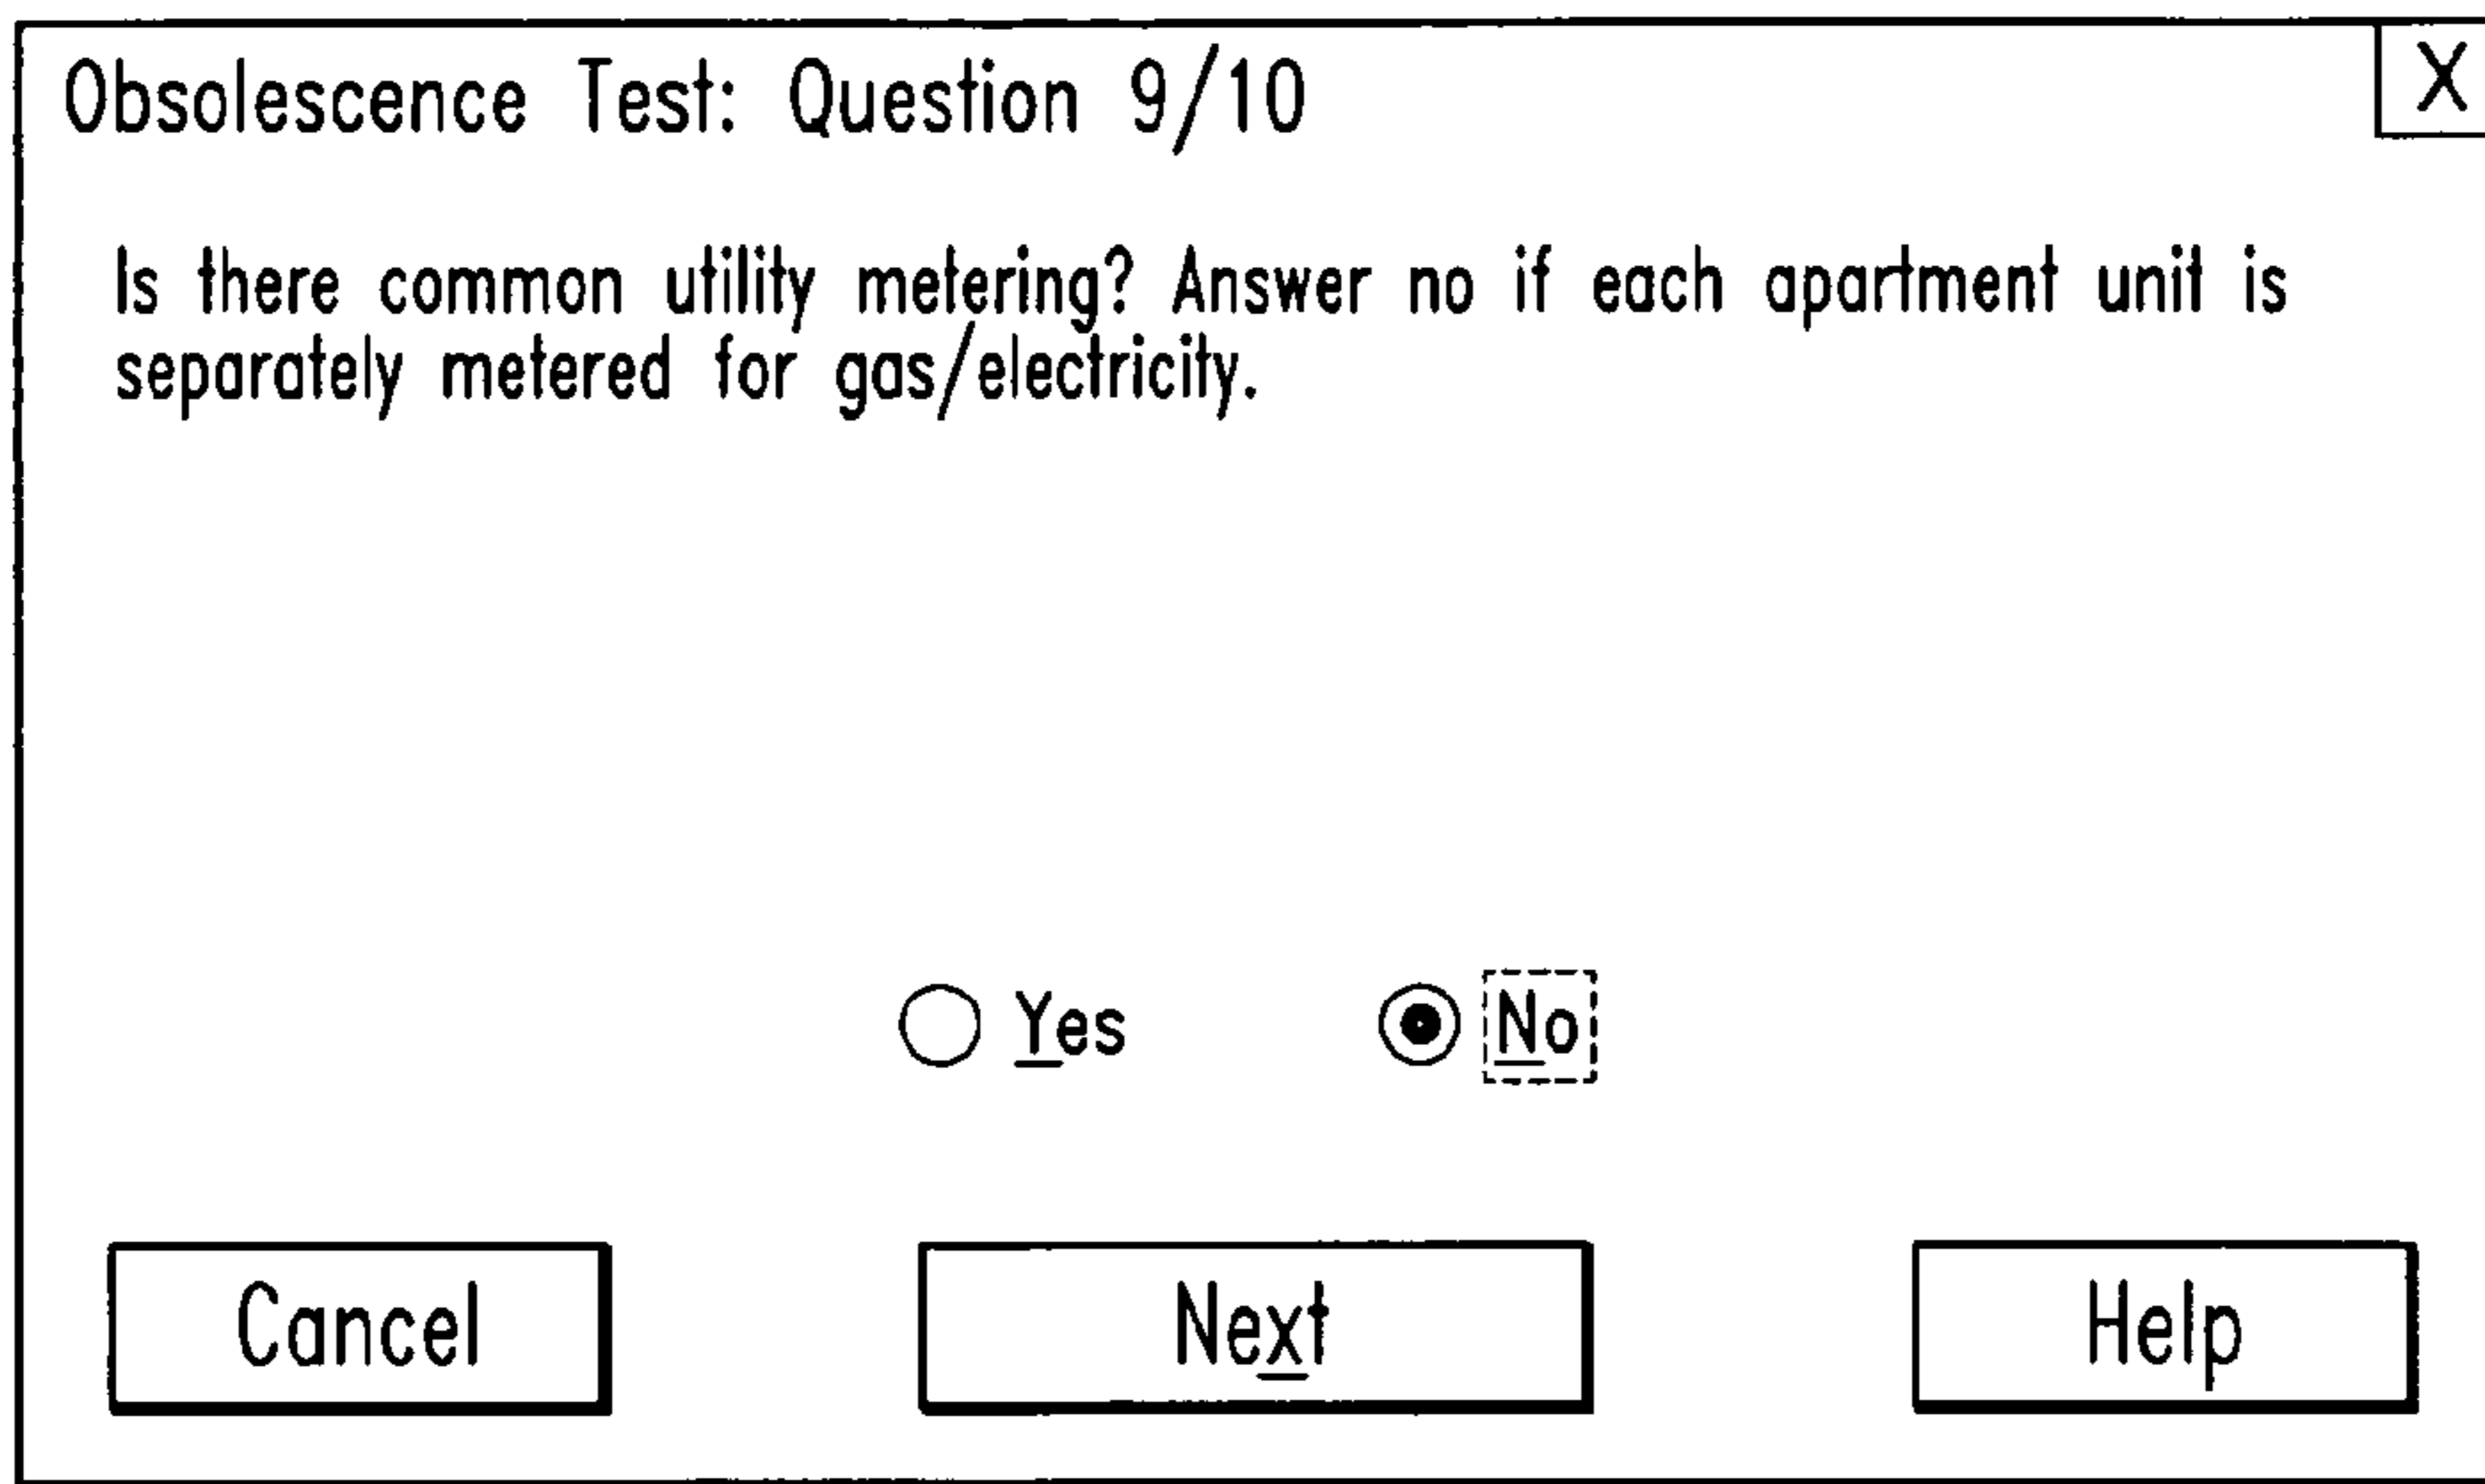 Obsolescence Test: Question 9/10
X
Is there common utility metering? Answer no if each apartment unit is
separately metered for gas/electricity.
Yes
No
Cancel
Next
Help